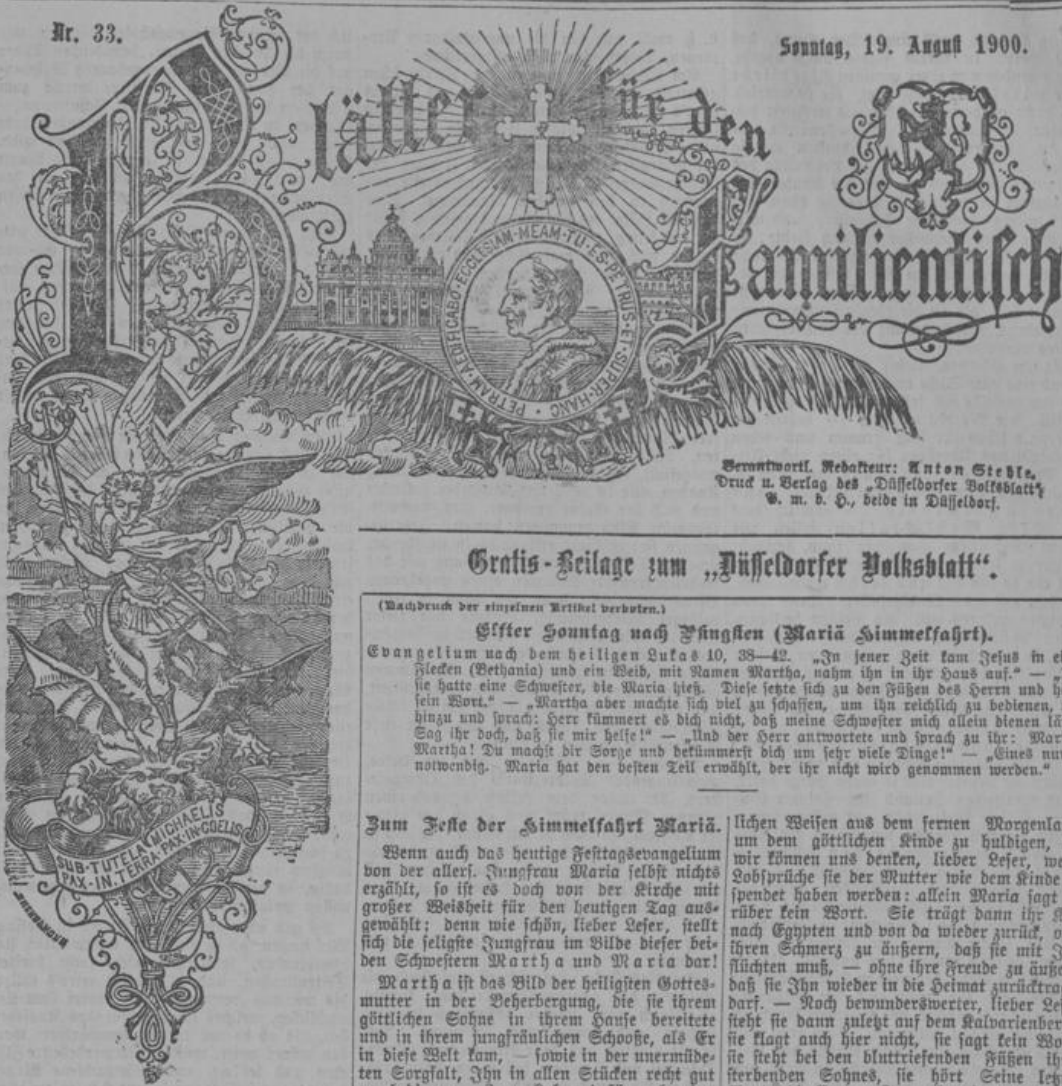 Nr. 33.
Sonntag, 19. August 1900.
Blätter für den
Familientisch
PETRAM·AEDIFICABO·ECCLESIAM·MEAM·TU·ES·PETRUS·ET·SUPER·HANC
Verantwortl. Redakteur: Anton Stehle.
Druck u. Verlag des „Düsseldorfer Volksblatt“,
G. m. b. H., beide in Düsseldorf.
Gratis-Beilage zum „Düsseldorfer Volksblatt“.
(Nachdruck der einzelnen Artikel verboten.)
Elfter Sonntag nach Pfingsten (Mariä Himmelfahrt).
Evangelium nach dem heiligen Lukas 10, 38—42. „In jener Zeit kam Jesus in
Flecken (Bethania) und ein Weib, mit Namen Martha, nahm ihn in ihr Haus auf.“ —
sie hatte eine Schwester, die Maria hieß. Diese setzte sich zu den Füßen des Herrn und
sein Wort.“ — „Martha aber machte sich viel zu schaffen, um ihn reichlich zu bedienen,
hinzu und sprach: Herr kümmert es dich nicht, daß meine Schwester mich allein dienen
Sag ihr doch, daß sie mir helfe!“ — „Und der Herr antwortete und sprach zu ihr:
Martha! Du machst dir Sorge und bekümmerst dich um sehr viele Dinge!“ — „Eines
notwendig. Maria hat den besten Teil erwählt, der ihr nicht wird genommen werden.“
SUB·TUTELA MICHAELIS
PAX·IN·TERRA·PAX·IN·COELIS
Zum Feste der Himmelfahrt Mariä.
Wenn auch das heutige Festtagsevangelium
von der allers. Jungfrau Maria selbst nichts
erzählt, so ist es doch von der Kirche mit
großer Weisheit für den heutigen Tag aus-
gewählt; denn wie schön, lieber Leser, stellt
sich die seligste Jungfrau im Bilde dieser bei-
den Schwestern Martha und Maria dar!
Martha ist das Bild der heiligsten Gottes-
mutter in der Beherbergung, die sie ihrem
göttlichen Sohne in ihrem Hause bereitete
und in ihrem jungfräulichen Schooße, als Er
in diese Welt kam, — sowie in der unermüde-
ten Sorgfalt, Ihn in allen Stücken recht gut
lichen Weisen aus dem fernen
um dem göttlichen Kinde zu huldigen,
wir können uns denken, lieber Leser,
Lobsprüche sie der Mutter wie dem Kinde
spendet haben werden: allein Maria sagt
rüber kein Wort. Sie trägt dann ihr
nach Egypten und von da wieder zurück,
ihren Schmerz zu äußern, daß sie mit
flüchten muß, — ohne ihre Freude zu
daß sie Ihn wieder in die Heimat
darf. — Noch bewunderswerter, lieber
steht sie dann zuletzt auf dem
sie klagt auch hier nicht, sie sagt kein
sie steht bei den bluttriefenden Füßen
sterbenden Sohnes, sie hört Seine